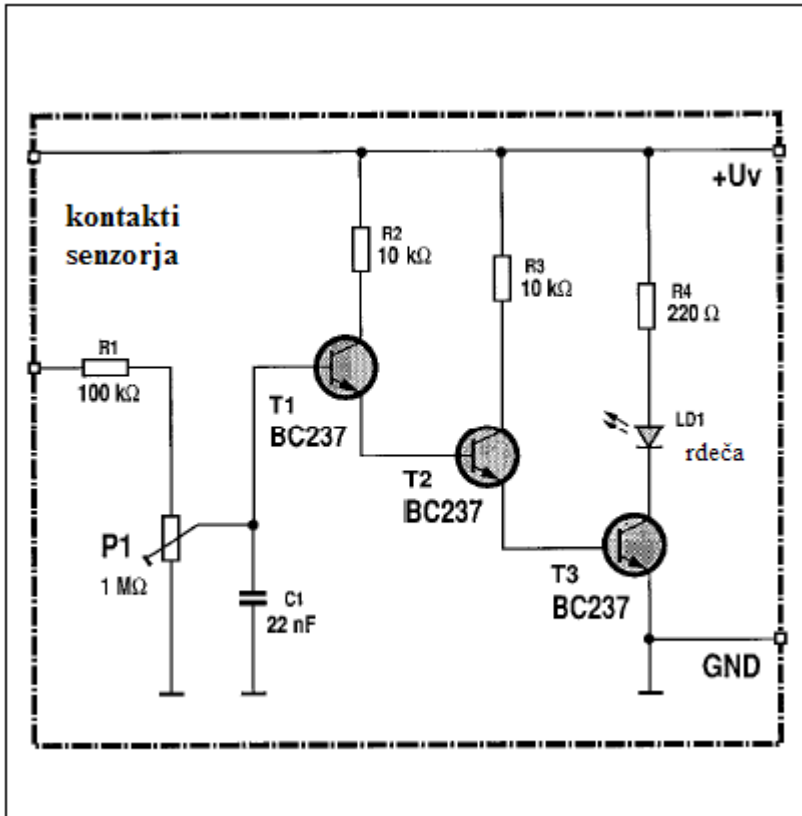 +Uv
kontakti
senzorja
R2
10 kΩ
R3
10 kΩ
R4
220 Ω
R1
100 kΩ
T1
BC237
LD1
rdeča
T2
BC237
P1
1 MΩ
C1
22 nF
T3
BC237
GND